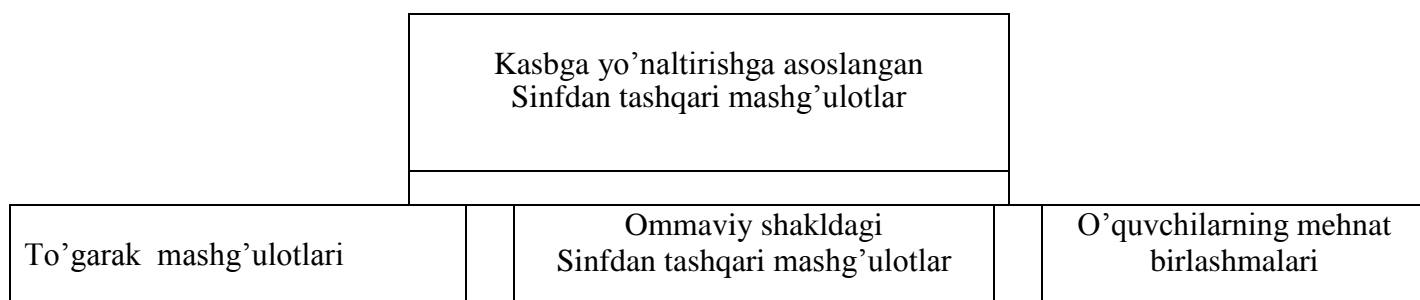 Kasbga yo’naltirishga asoslangan
Sinfdan tashqari mashg’ulotlar
To’garak mashg’ulotlari
Ommaviy shakldagi
Sinfdan tashqari mashg’ulotlar
O’quvchilarning mehnat
birlashmalari